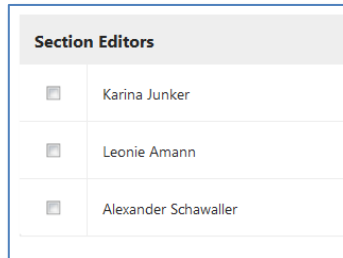 Section Editors
Karina Junker
Leonie Amann
Alexander Schawaller